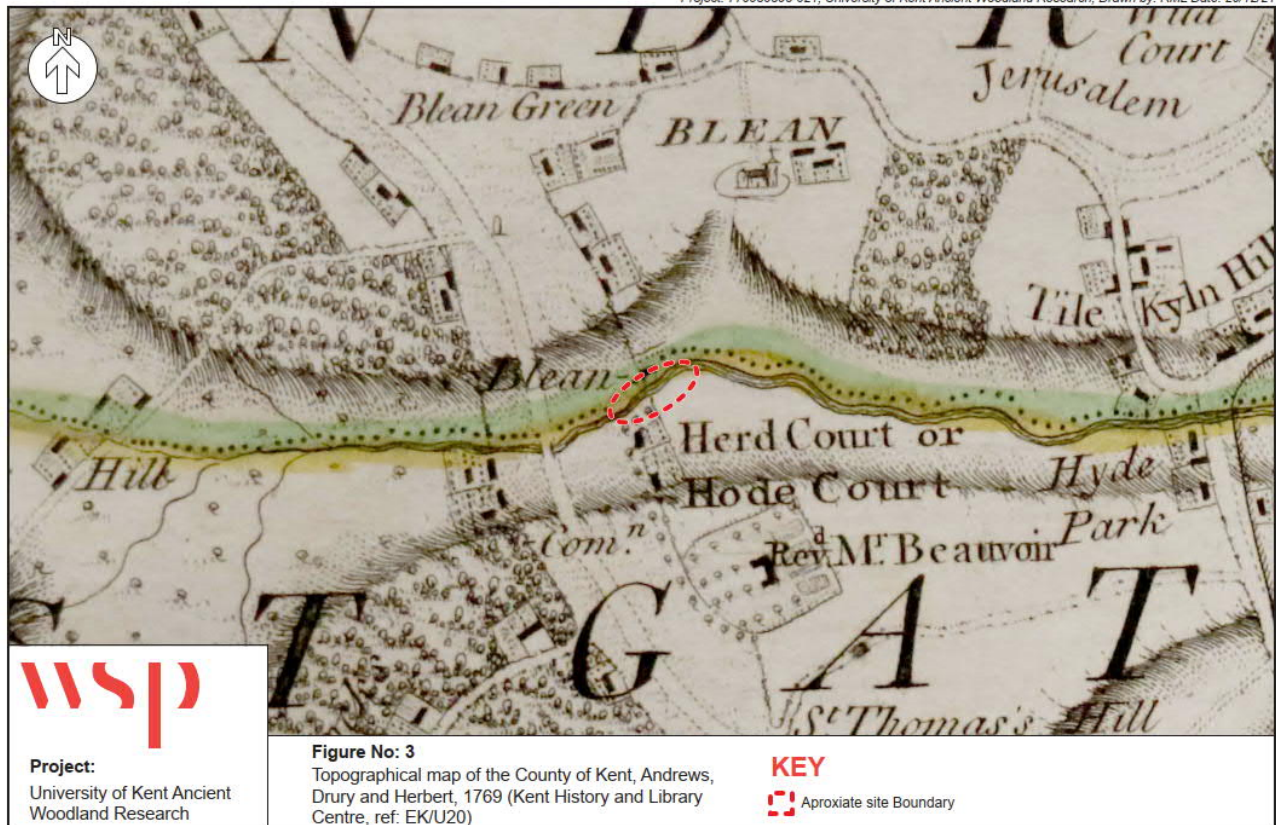 N
N D R
Wild
Court
Jerusalem
Blean Green
BLEAN
Tile Kyln Hill
Blean
Hill
Herd Court or
Hode Court
Hyde
Park
Com.n
Revd. Mr. Beauvoir
T G A T
St Thomas's Hill
wsp
Project:
University of Kent Ancient
Woodland Research
Figure No: 3
Topographical map of the County of Kent, Andrews,
Drury and Herbert, 1769 (Kent History and Library
Centre, ref: EK/U20)
KEY
Aproxiate site Boundary